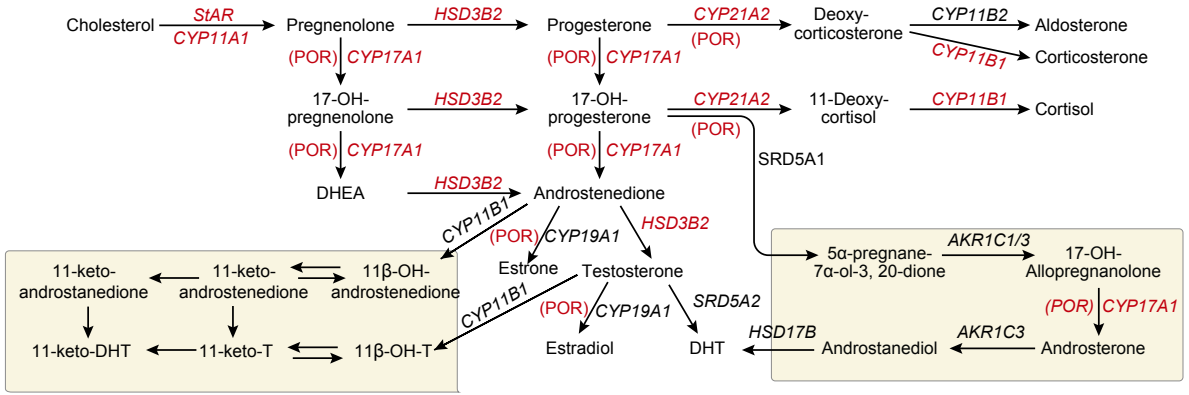 Cholesterol
StAR
CYP11A1
Pregnenolone
HSD3B2
Progesterone
CYP21A2
(POR)
Deoxy-
corticosterone
CYP11B2
Aldosterone
CYP11B1
Corticosterone
(POR) CYP17A1
(POR) CYP17A1
17-OH-
pregnenolone
HSD3B2
17-OH-
progesterone
CYP21A2
(POR)
11-Deoxy-
cortisol
CYP11B1
Cortisol
(POR) CYP17A1
(POR) CYP17A1
SRD5A1
DHEA
HSD3B2
Androstenedione
CYP11B1
(POR) CYP19A1
HSD3B2
11-keto-
androstanedione
11-keto-
androstenedione
11β-OH-
androstenedione
Estrone
Testosterone
5α-pregnane-
7α-ol-3, 20-dione
AKR1C1/3
17-OH-
Allopregnanolone
CYP11B1
(POR) CYP19A1
SRD5A2
(POR) CYP17A1
11-keto-DHT
11-keto-T
11β-OH-T
Estradiol
DHT
HSD17B
Androstanediol
AKR1C3
Androsterone